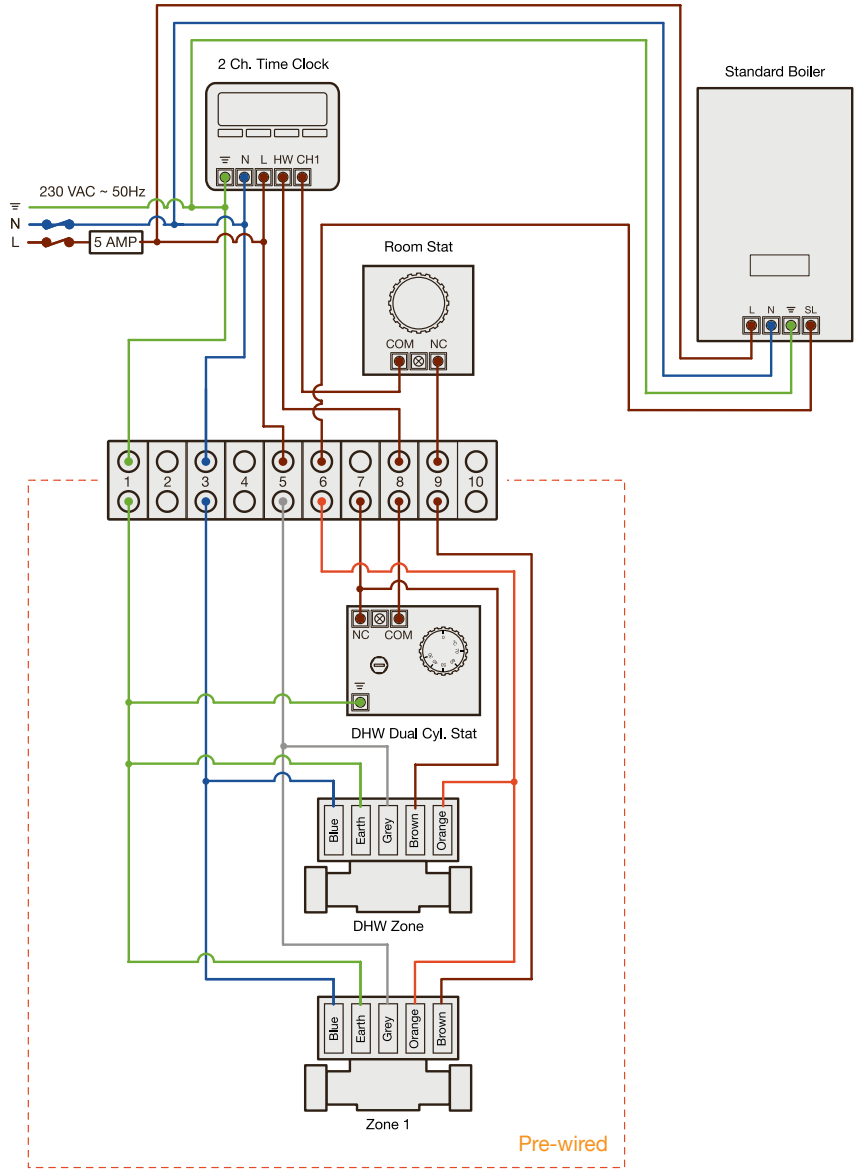 2 Ch. Time Clock
Standard Boiler
N L HW CH1
230 VAC ~ 50Hz
N
L 5 AMP
Room Stat
L N SL
COM NC
1 2 3 4 5 6 7 8 9 10
NC COM
DHW Dual Cyl. Stat
Blue Earth Grey Brown Orange
DHW Zone
Blue Earth Grey Orange Brown
Zone 1
Pre-wired